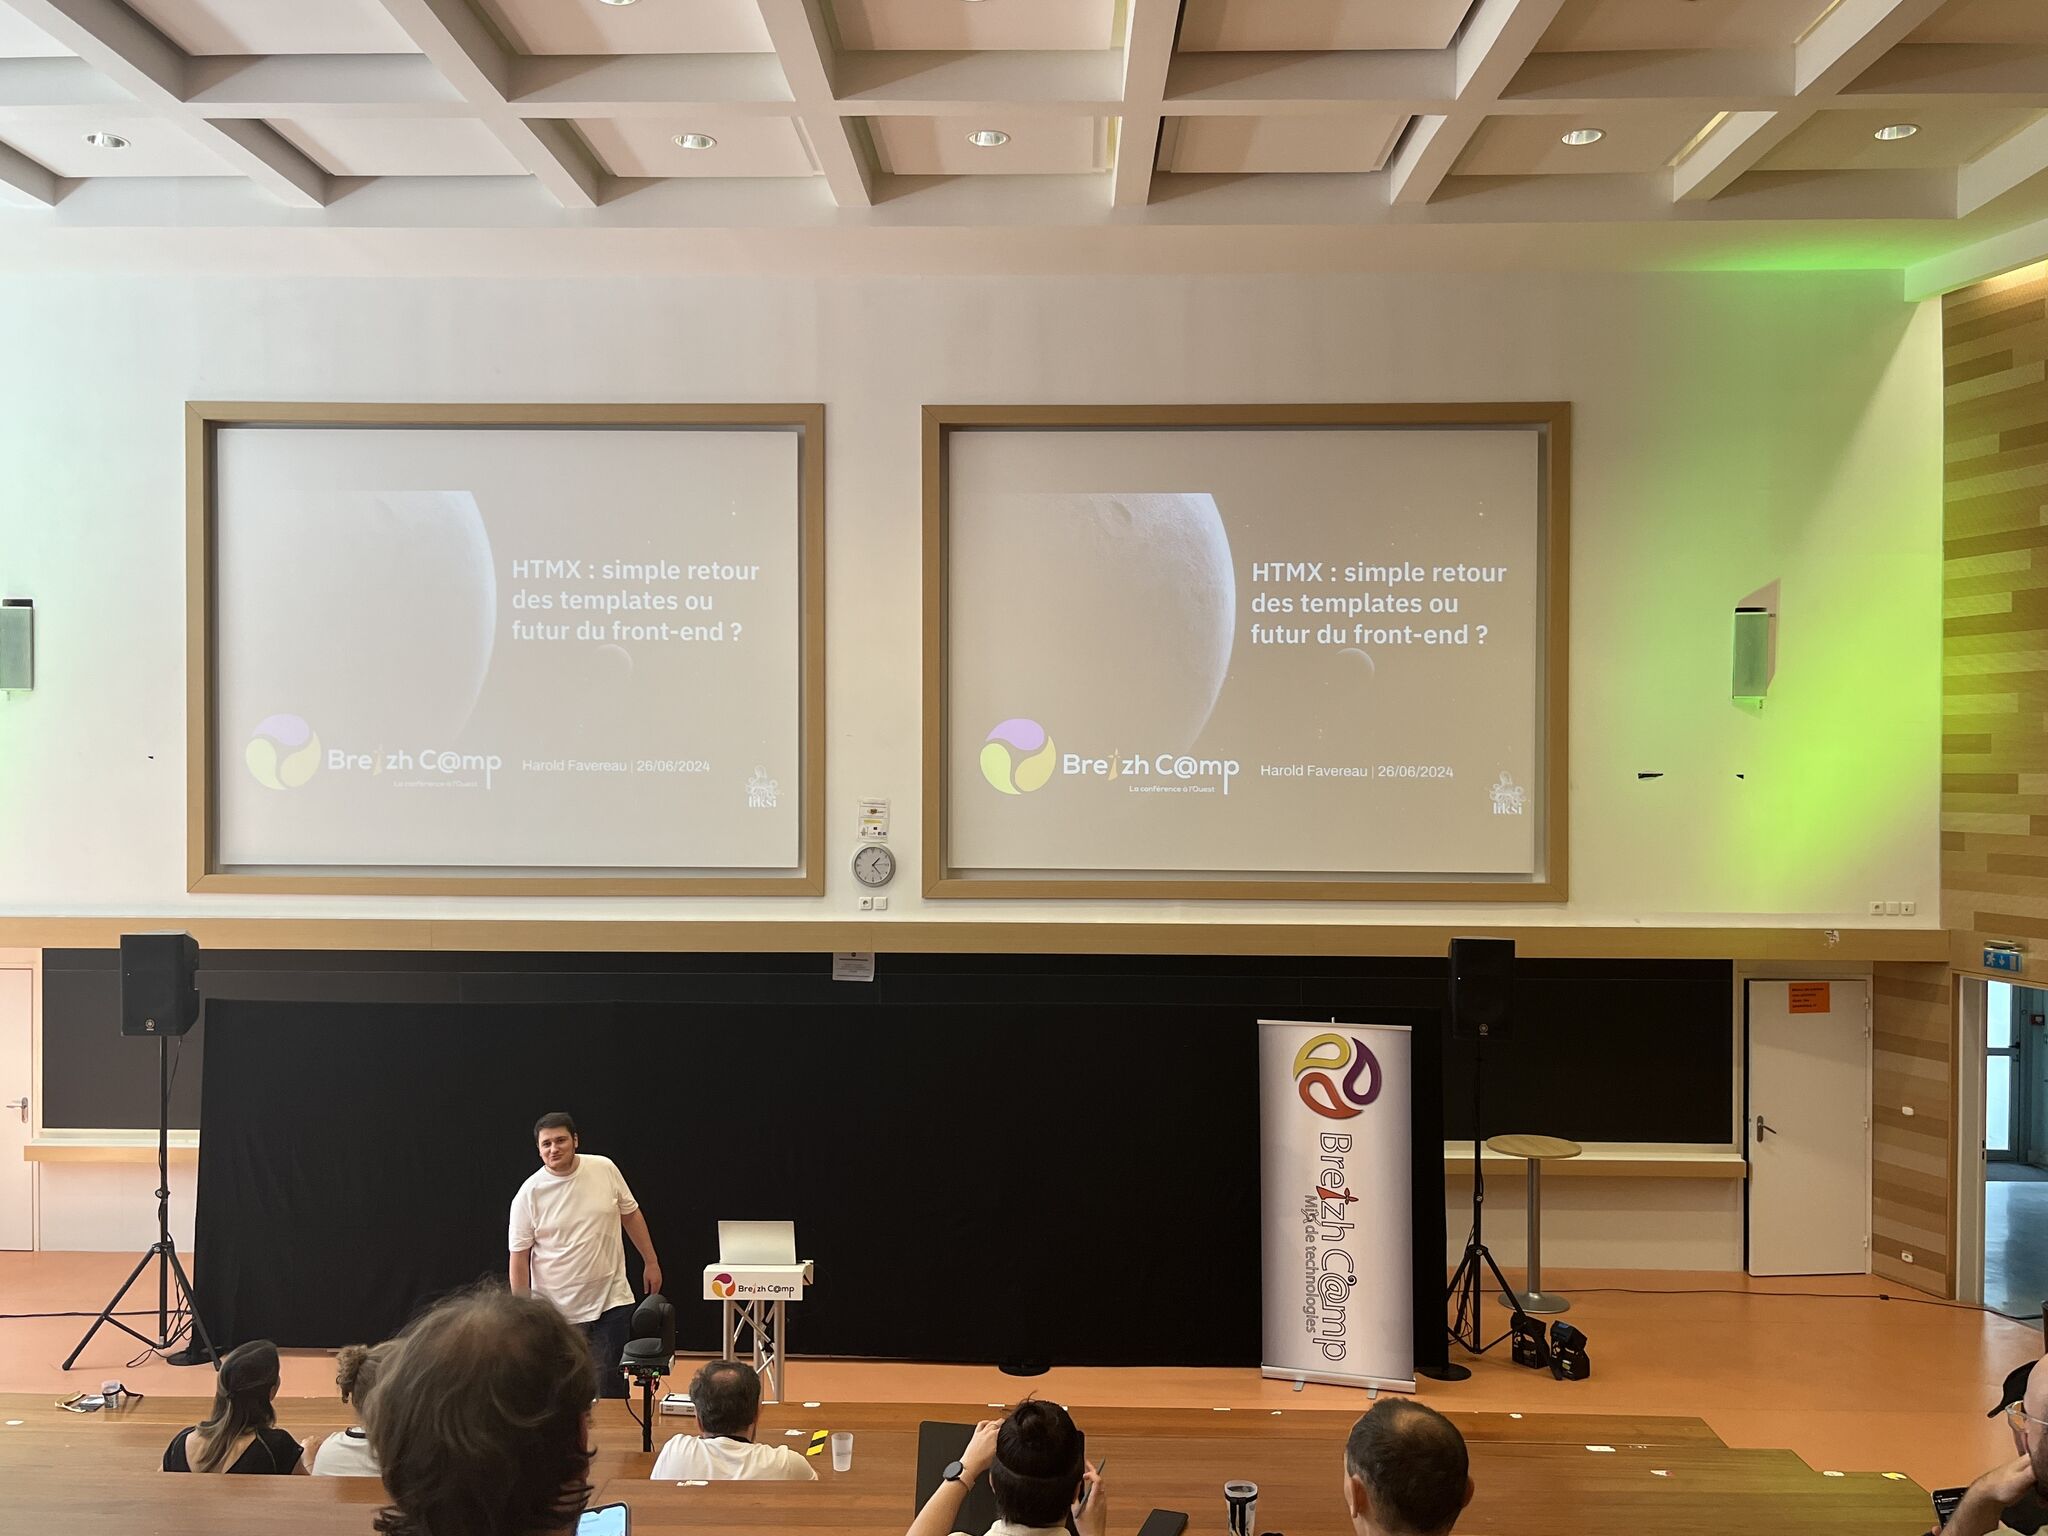 HTMX : simple retour
des templates ou
futur du front-end ?
Breizh C@mp
La conférence à l'Ouest
Harold Favereau | 26/06/2024
liksi
HTMX : simple retour
des templates ou
futur du front-end ?
Breizh C@mp
La conférence à l'Ouest
Harold Favereau | 26/06/2024
liksi
Breizh C@mp
Breizh C@mp
Mix de technologies